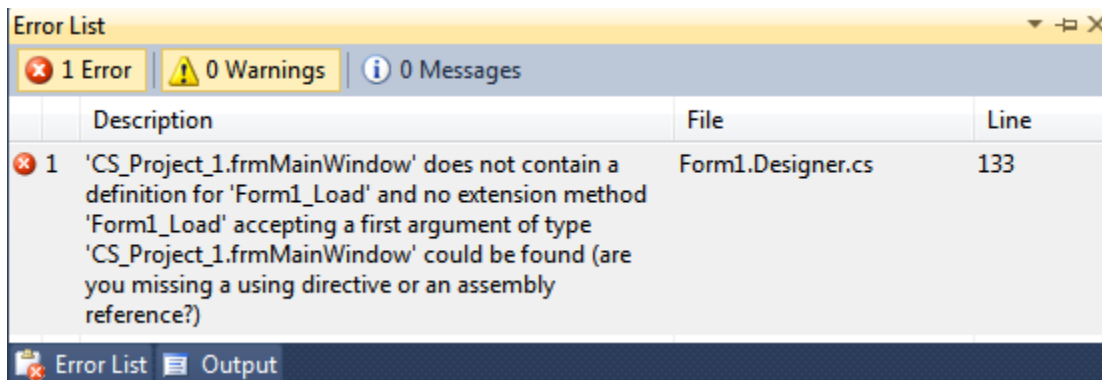 Error List
1 Error 0 Warnings 0 Messages
Description File Line
1 'CS_Project_1.frmMainWindow' does not contain a Form1.Designer.cs 133
definition for 'Form1_Load' and no extension method
'Form1_Load' accepting a first argument of type
'CS_Project_1.frmMainWindow' could be found (are
you missing a using directive or an assembly
reference?)
Error List Output